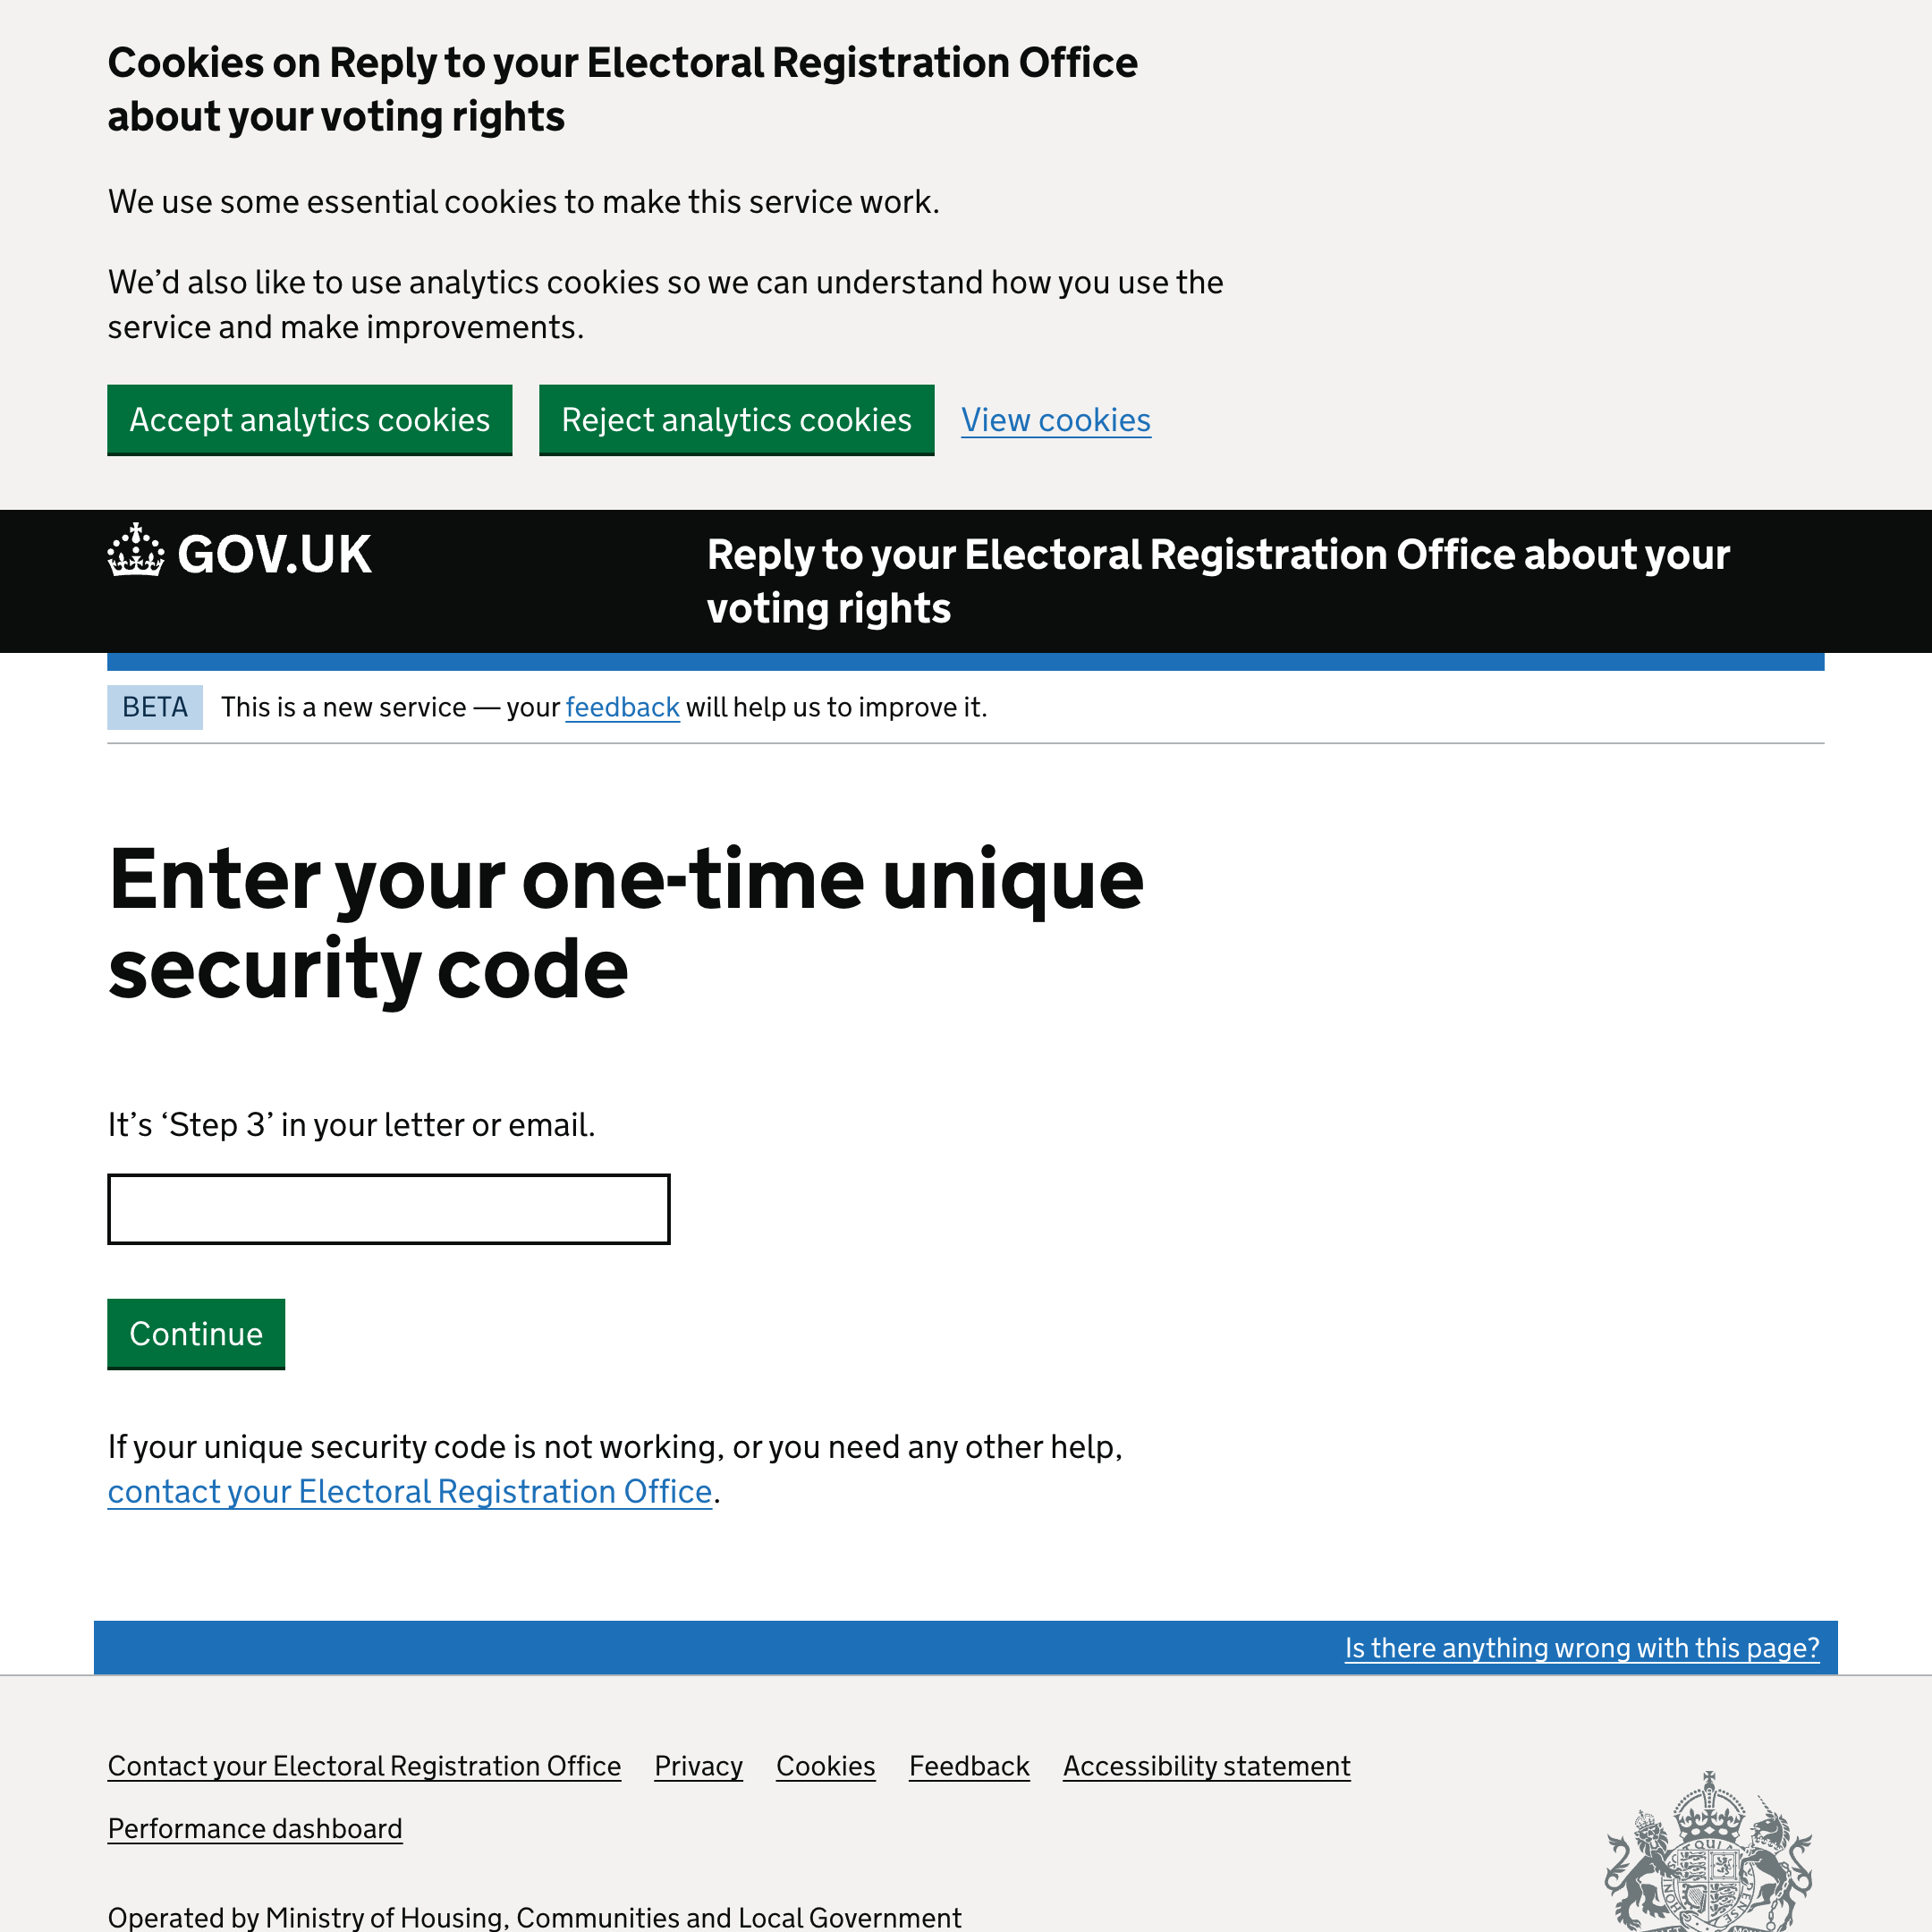 Cookies on Reply to your Electoral Registration Office
about your voting rights
We use some essential cookies to make this service work.
We’d also like to use analytics cookies so we can understand how you use the
service and make improvements.
Accept analytics cookies
Reject analytics cookies
View cookies
GOV.UK
Reply to your Electoral Registration Office about your
voting rights
BETA
This is a new service — your feedback will help us to improve it.
Enter your one-time unique
security code
It’s ‘Step 3’ in your letter or email.
Continue
If your unique security code is not working, or you need any other help,
contact your Electoral Registration Office.
Is there anything wrong with this page?
Contact your Electoral Registration Office
Privacy
Cookies
Feedback
Accessibility statement
Performance dashboard
Operated by Ministry of Housing, Communities and Local Government